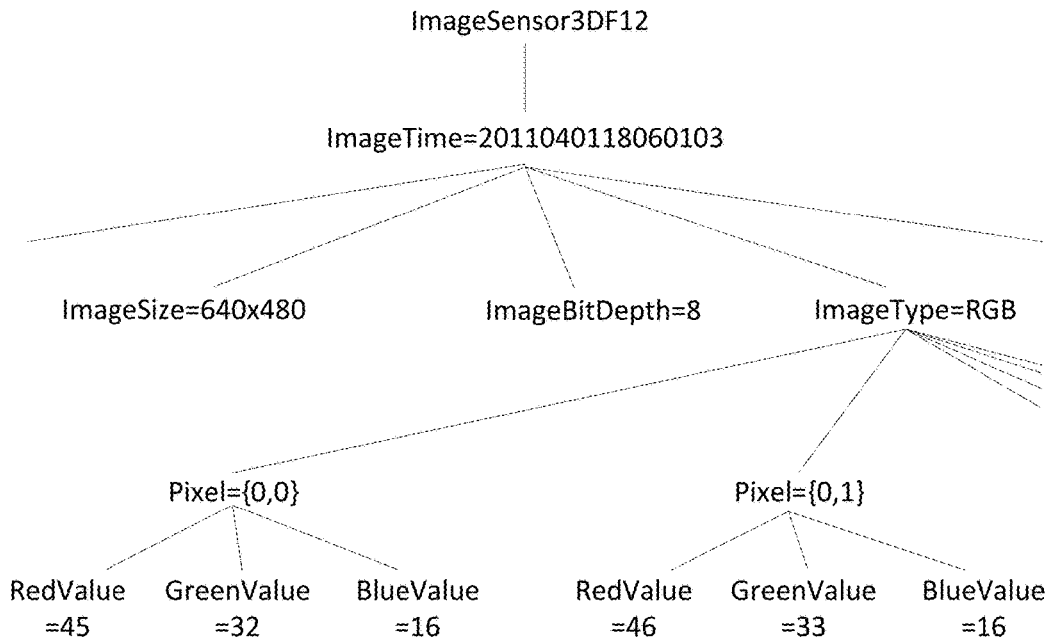 ImageSensor3DF12
ImageTime=2011040118060103
ImageSize=640x480 ImageBitDepth=8 ImageType=RGB
Pixel={0,0} Pixel={0,1}
RedValue GreenValue BlueValue RedValue GreenValue BlueValue
=45 =32 =16 =46 =33 =16